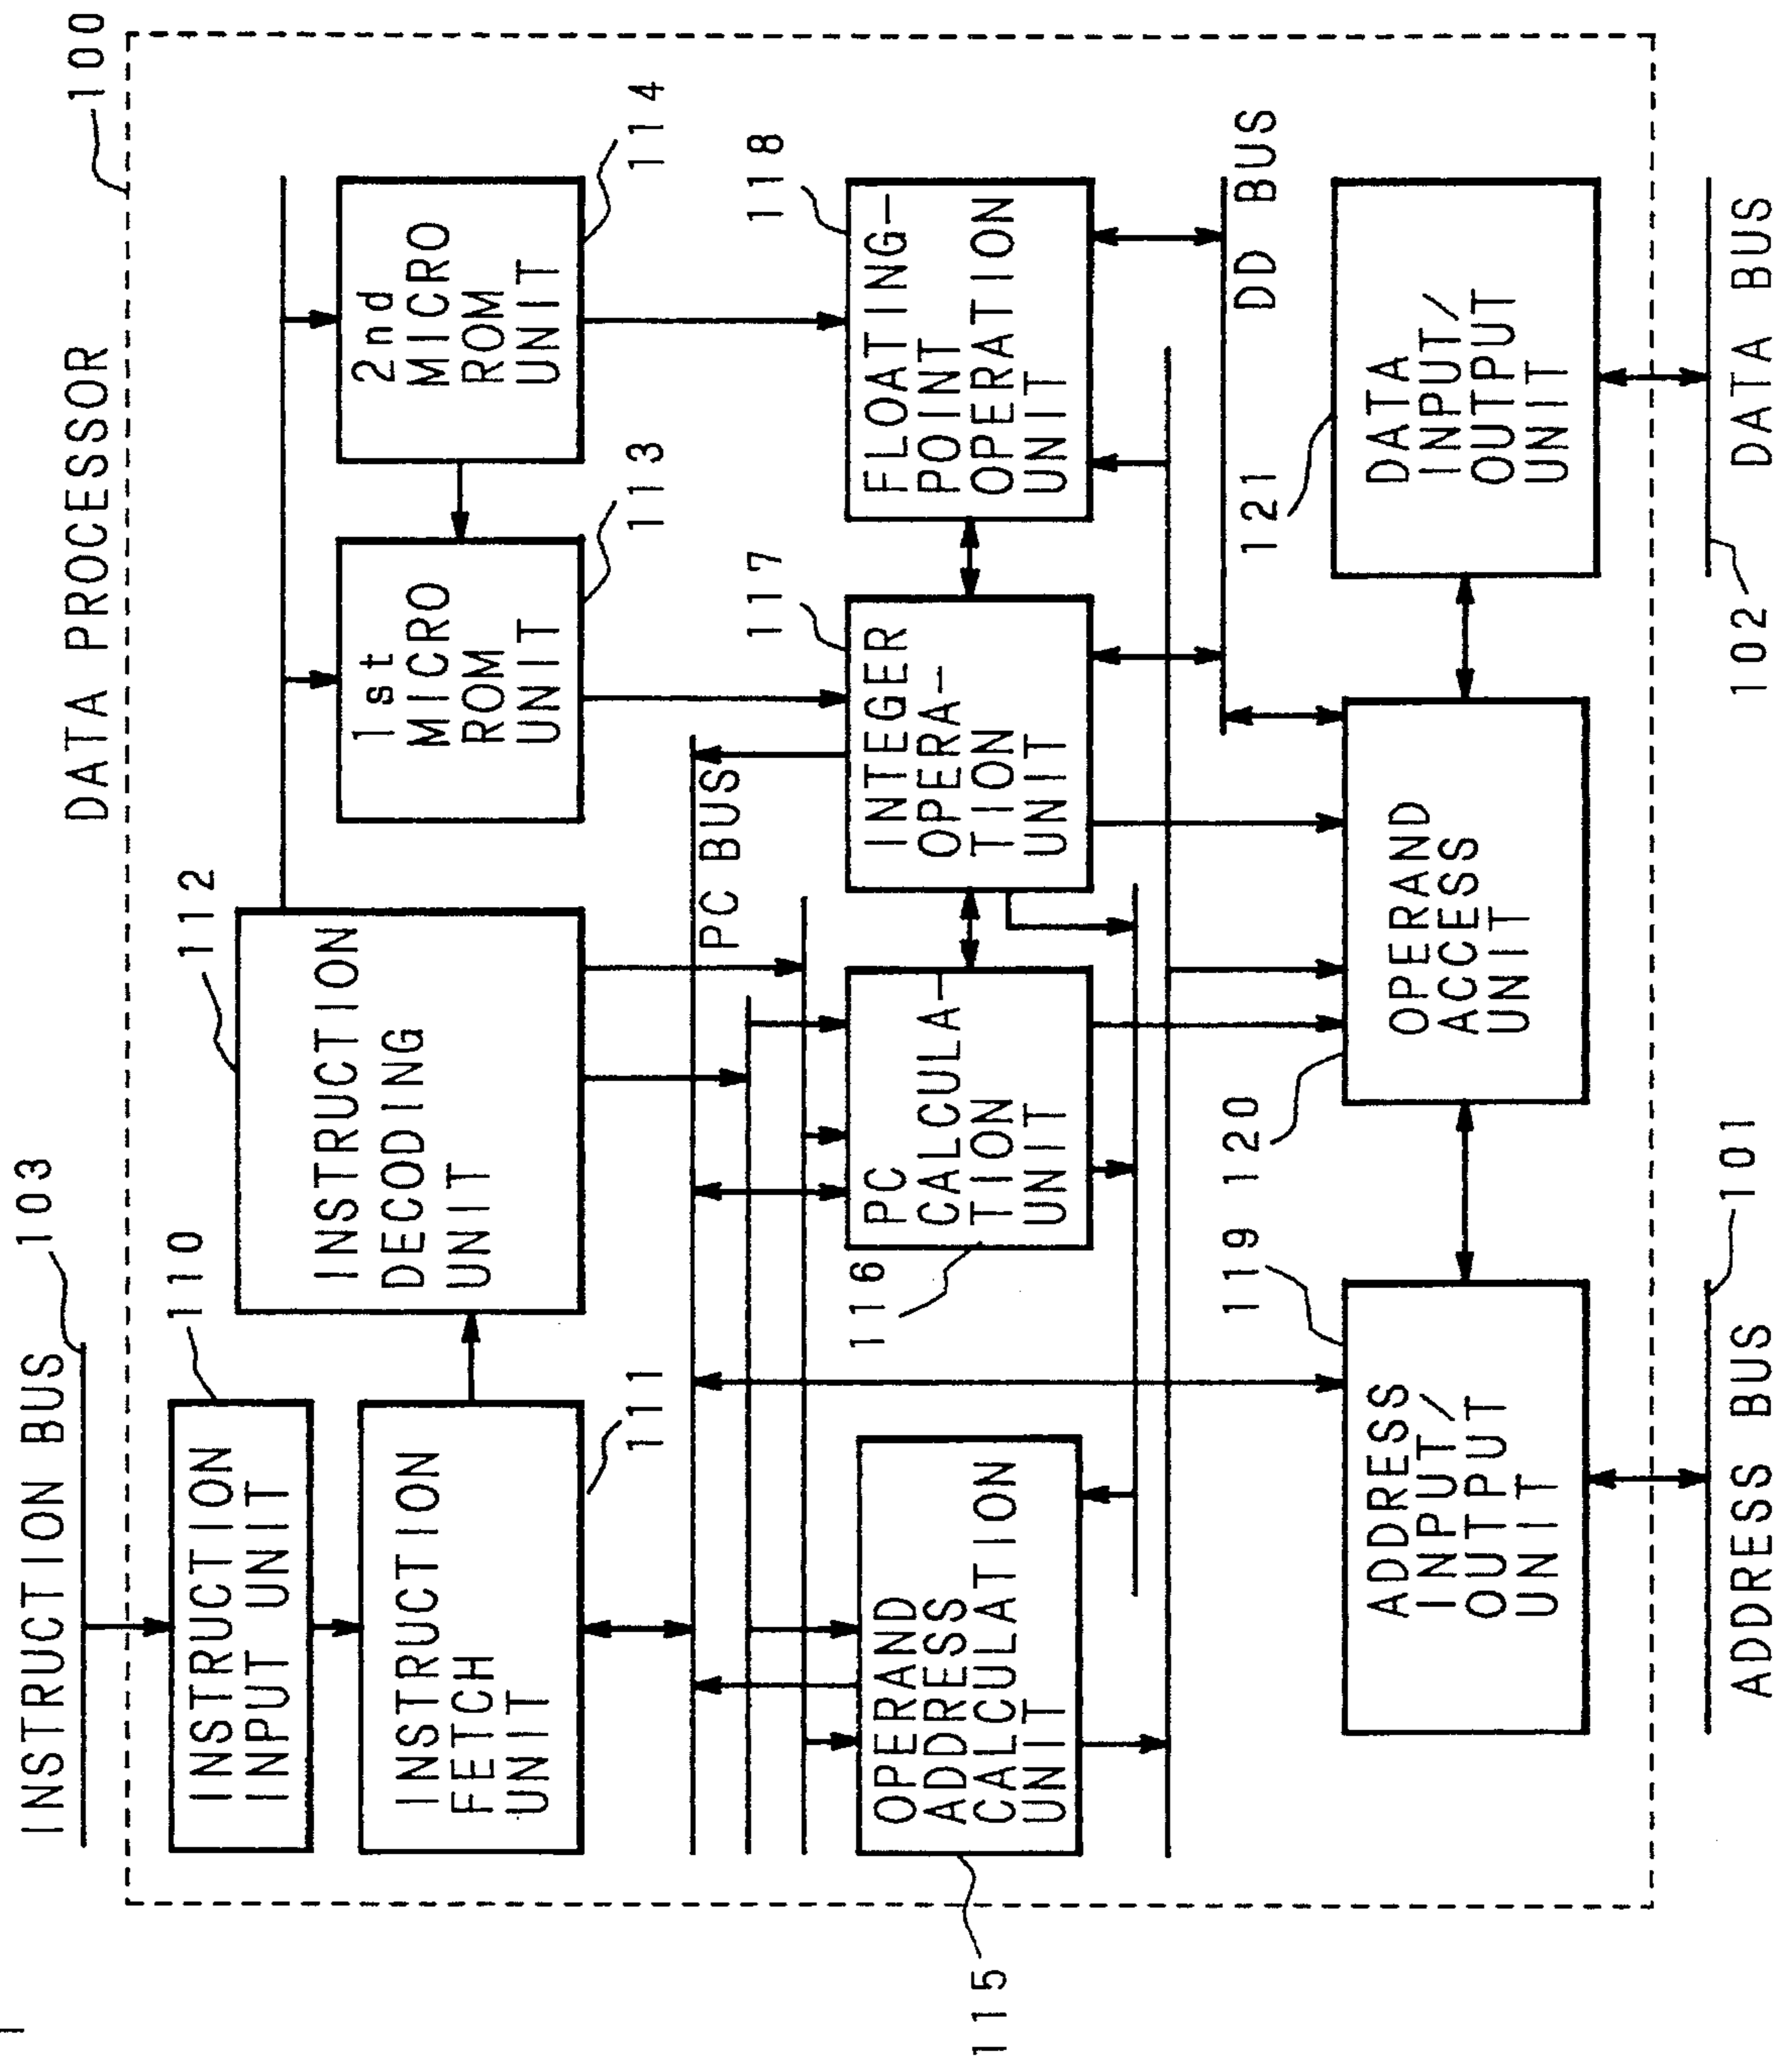 DATA PROCESSOR
100
INSTRUCTION BUS
103
INSTRUCTION
INPUT UNIT
110
INSTRUCTION
FETCH
UNIT
111
INSTRUCTION
DECODING
UNIT
112
1st
MICRO
ROM
UNIT
113
2nd
MICRO
ROM
UNIT
114
PC BUS
OPERAND
ADDRESS
CALCULATION
UNIT
115
PC
CALCULA-
TION
UNIT
116
INTEGER
OPERA-
TION
UNIT
117
FLOATING-
POINT
OPERATION
UNIT
118
DD BUS
ADDRESS
INPUT/
OUTPUT
UNIT
119
OPERAND
ACCESS
UNIT
120
DATA
INPUT/
OUTPUT
UNIT
121
ADDRESS BUS
101
DATA BUS
102